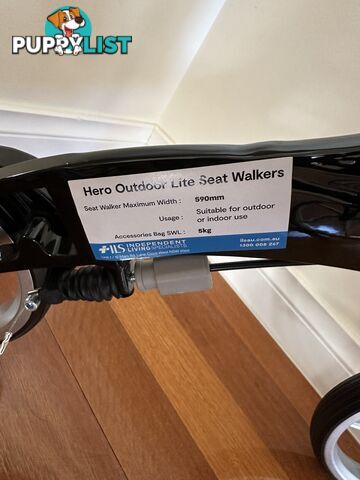 PUPPYLIST
Hero Outdoor Lite Seat Walkers
Seat Walker Maximum Width : 590mm
Usage : Suitable for outdoor
or indoor use
Accessories Bag SWL : 5kg
ILS INDEPENDENT
LIVING SPECIALISTS
ilsau.com.au
1300 008 267